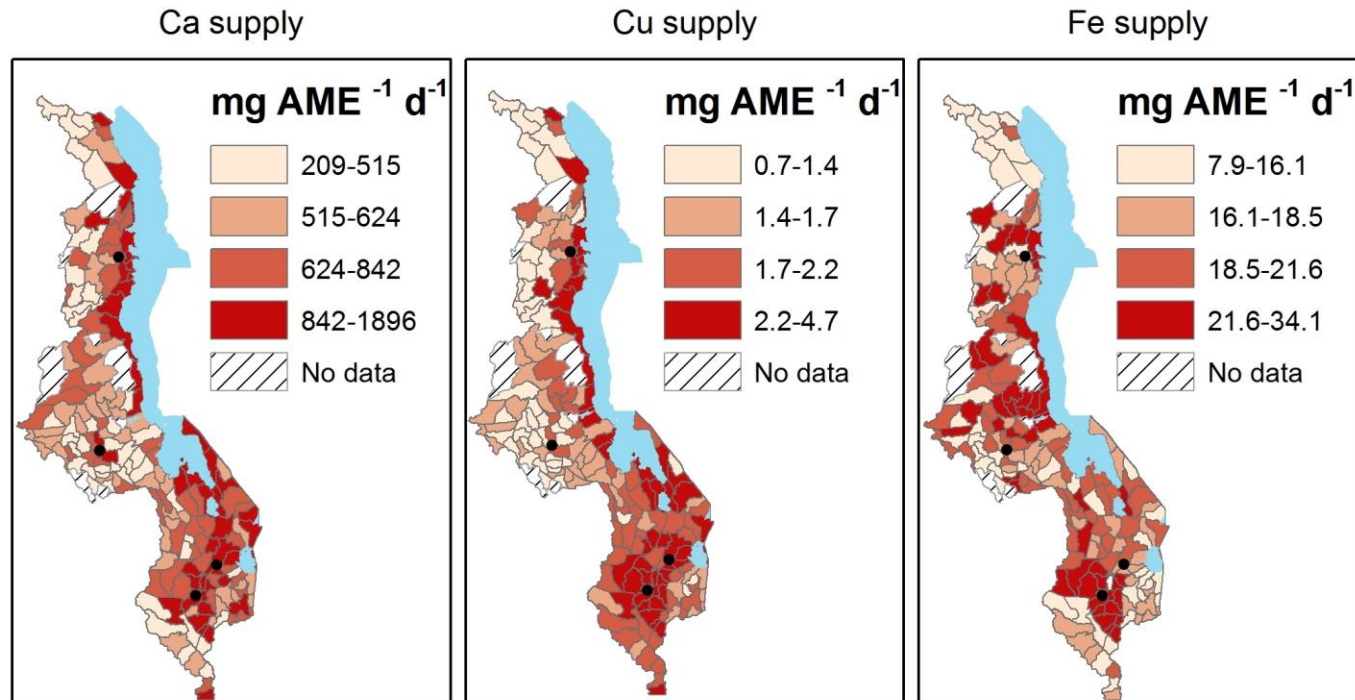 Ca supply
mg AME ⁻¹ d⁻¹
209-515
515-624
624-842
842-1896
No data
Cu supply
mg AME ⁻¹ d⁻¹
0.7-1.4
1.4-1.7
1.7-2.2
2.2-4.7
No data
Fe supply
mg AME ⁻¹ d⁻¹
7.9-16.1
16.1-18.5
18.5-21.6
21.6-34.1
No data